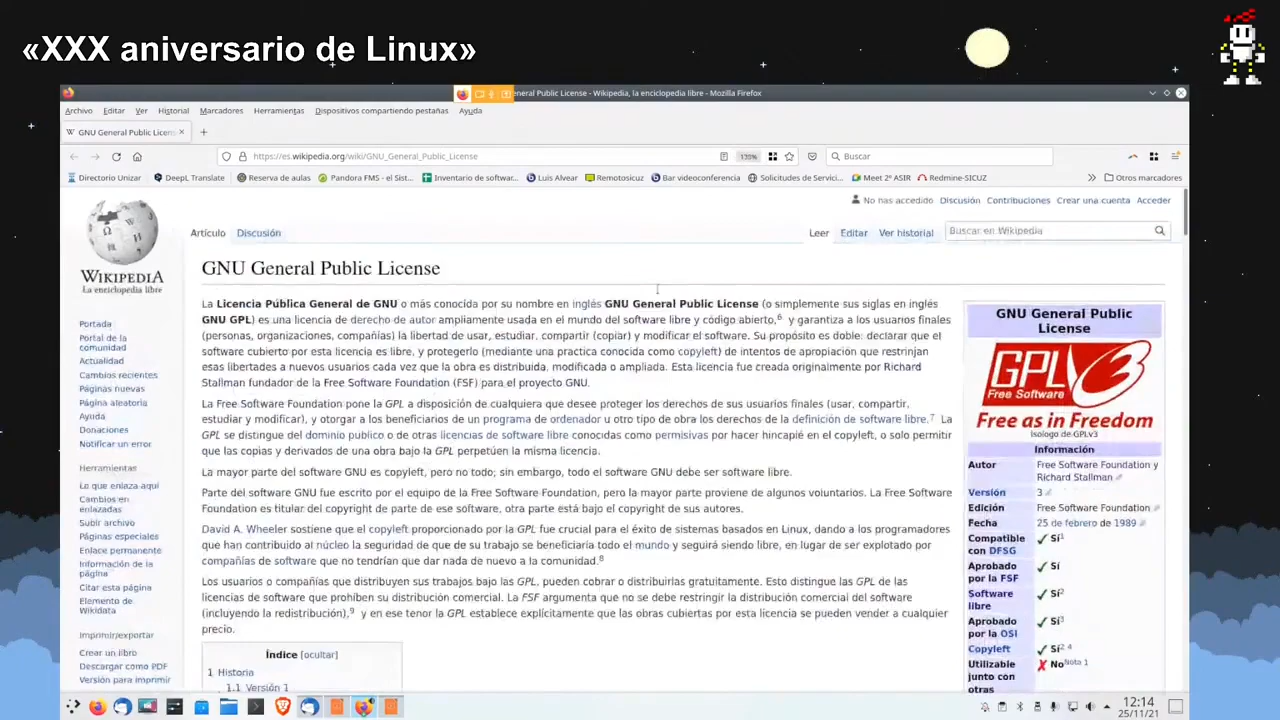 «XXX aniversario de Linux»
eneral Public License - Wikipedia, la enciclopedia libre - Mozilla Firefox
Archivo Editar Ver Historial Marcadores Herramientas Dispositivos compartiendo pestañas Ayuda
W GNU General Public Licen × +
https://es.wikipedia.org/wiki/GNU_General_Public_License 135% Buscar
Directorio Unizar DeepL Translate Reserva de aulas Pandora FMS - el Sist... Inventario de softwar... Luis Alvear Remotosicuz Bar videoconferencia Solicitudes de Servici... Meet 2º ASIR Redmine-SICUZ Otros marcadores
No has accedido Discusión Contribuciones Crear una cuenta Acceder
Artículo Discusión Leer Editar Ver historial Buscar en Wikipedia
WIKIPEDIA
La enciclopedia libre
Portada
Portal de la
comunidad
Actualidad
Cambios recientes
Páginas nuevas
Página aleatoria
Ayuda
Donaciones
Notificar un error
Herramientas
Lo que enlaza aquí
Cambios en
enlazadas
Subir archivo
Páginas especiales
Enlace permanente
Información de la
página
Citar esta página
Elemento de
Wikidata
Imprimir/exportar
Crear un libro
Descargar como PDF
Versión para imprimir
GNU General Public License
La Licencia Pública General de GNU o más conocida por su nombre en inglés GNU General Public License (o simplemente sus siglas en inglés
GNU GPL) es una licencia de derecho de autor ampliamente usada en el mundo del software libre y código abierto,6 y garantiza a los usuarios finales
(personas, organizaciones, compañías) la libertad de usar, estudiar, compartir (copiar) y modificar el software. Su propósito es doble: declarar que el
software cubierto por esta licencia es libre, y protegerlo (mediante una practica conocida como copyleft) de intentos de apropiación que restrinjan
esas libertades a nuevos usuarios cada vez que la obra es distribuida, modificada o ampliada. Esta licencia fue creada originalmente por Richard
Stallman fundador de la Free Software Foundation (FSF) para el proyecto GNU.
La Free Software Foundation pone la GPL a disposición de cualquiera que desee proteger los derechos de sus usuarios finales (usar, compartir,
estudiar y modificar), y otorgar a los beneficiarios de un programa de ordenador u otro tipo de obra los derechos de la definición de software libre.7 La
GPL se distingue del dominio publico o de otras licencias de software libre conocidas como permisivas por hacer hincapié en el copyleft, o solo permitir
que las copias y derivados de una obra bajo la GPL perpetúen la misma licencia.
La mayor parte del software GNU es copyleft, pero no todo; sin embargo, todo el software GNU debe ser software libre.
Parte del software GNU fue escrito por el equipo de la Free Software Foundation, pero la mayor parte proviene de algunos voluntarios. La Free Software
Foundation es titular del copyright de parte de ese software, otra parte está bajo el copyright de sus autores.
David A. Wheeler sostiene que el copyleft proporcionado por la GPL fue crucial para el éxito de sistemas basados en Linux, dando a los programadores
que han contribuido al núcleo la seguridad de que de su trabajo se beneficiaría todo el mundo y seguirá siendo libre, en lugar de ser explotado por
compañías de software que no tendrían que dar nada de nuevo a la comunidad.8
Los usuarios o compañías que distribuyen sus trabajos bajo las GPL, pueden cobrar o distribuirlas gratuitamente. Esto distingue las GPL de las
licencias de software que prohíben su distribución comercial. La FSF argumenta que no se debe restringir la distribución comercial del software
(incluyendo la redistribución),9 y en ese tenor la GPL establece explícitamente que las obras cubiertas por esta licencia se pueden vender a cualquier
precio.
Índice [ocultar]
1 Historia
1.1 Versión 1
GNU General Public
License
GPL v3
Free Software
Free as in Freedom
Isologo de GPLv3
Información
Autor Free Software Foundation y
Richard Stallman
Versión 3
Edición Free Software Foundation
Fecha 25 de febrero de 1989
Compatible
con DFSG Sí1
Aprobado
por la FSF Sí
Software
libre Sí2
Aprobado
por la OSI Sí3
Copyleft Sí2 4
Utilizable
junto con
otras NoNota 1
12:14
25/11/21